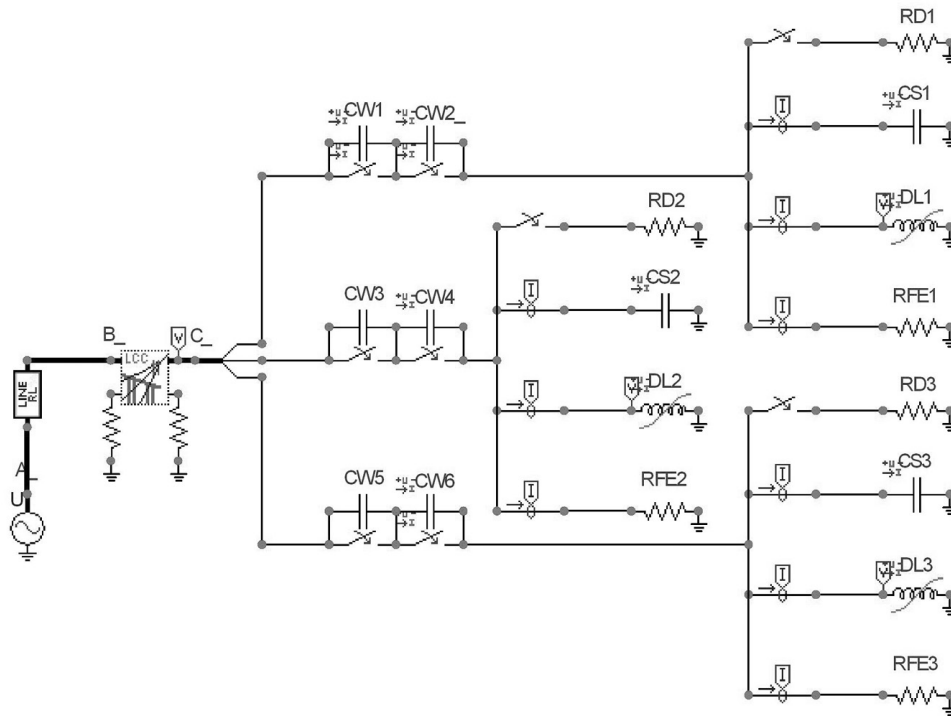 RD1
CW1
CW2_
CS1
I
RD2
DL1
I
V
CW3
CW4
CS2
I
RFE1
I
B_
V
C_
LCC
LINE
RL
DL2
I
V
RD3
A_
U
CW5
CW6
RFE2
I
CS3
I
DL3
I
V
RFE3
I